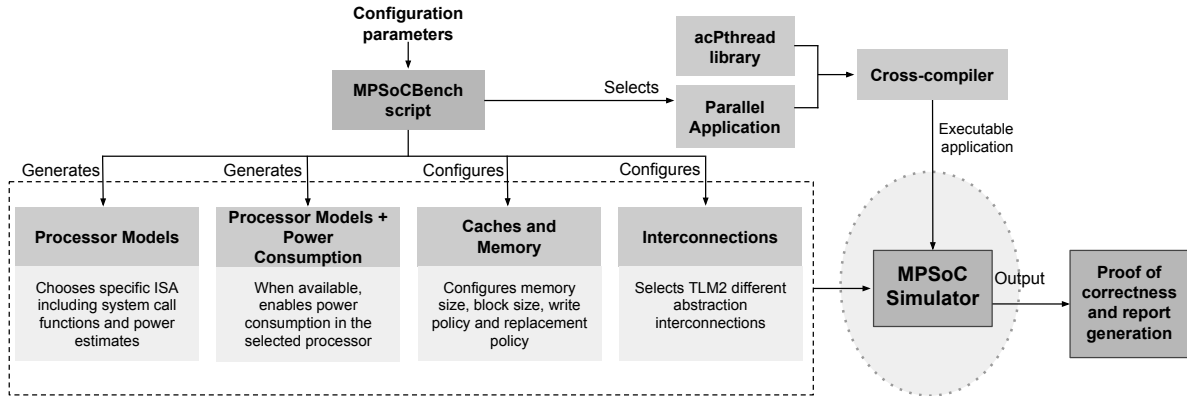 Configuration
parameters
MPSoCBench
script
Selects
acPthread
library
Parallel
Application
Cross-compiler
Executable
application
Generates
Generates
Configures
Configures
Processor Models
Chooses specific ISA
including system call
functions and power
estimates
Processor Models +
Power
Consumption
When available,
enables power
consumption in the
selected processor
Caches and
Memory
Configures memory
size, block size, write
policy and replacement
policy
Interconnections
Selects TLM2 different
abstraction
interconnections
MPSoC
Simulator
Output
Proof of
correctness
and report
generation